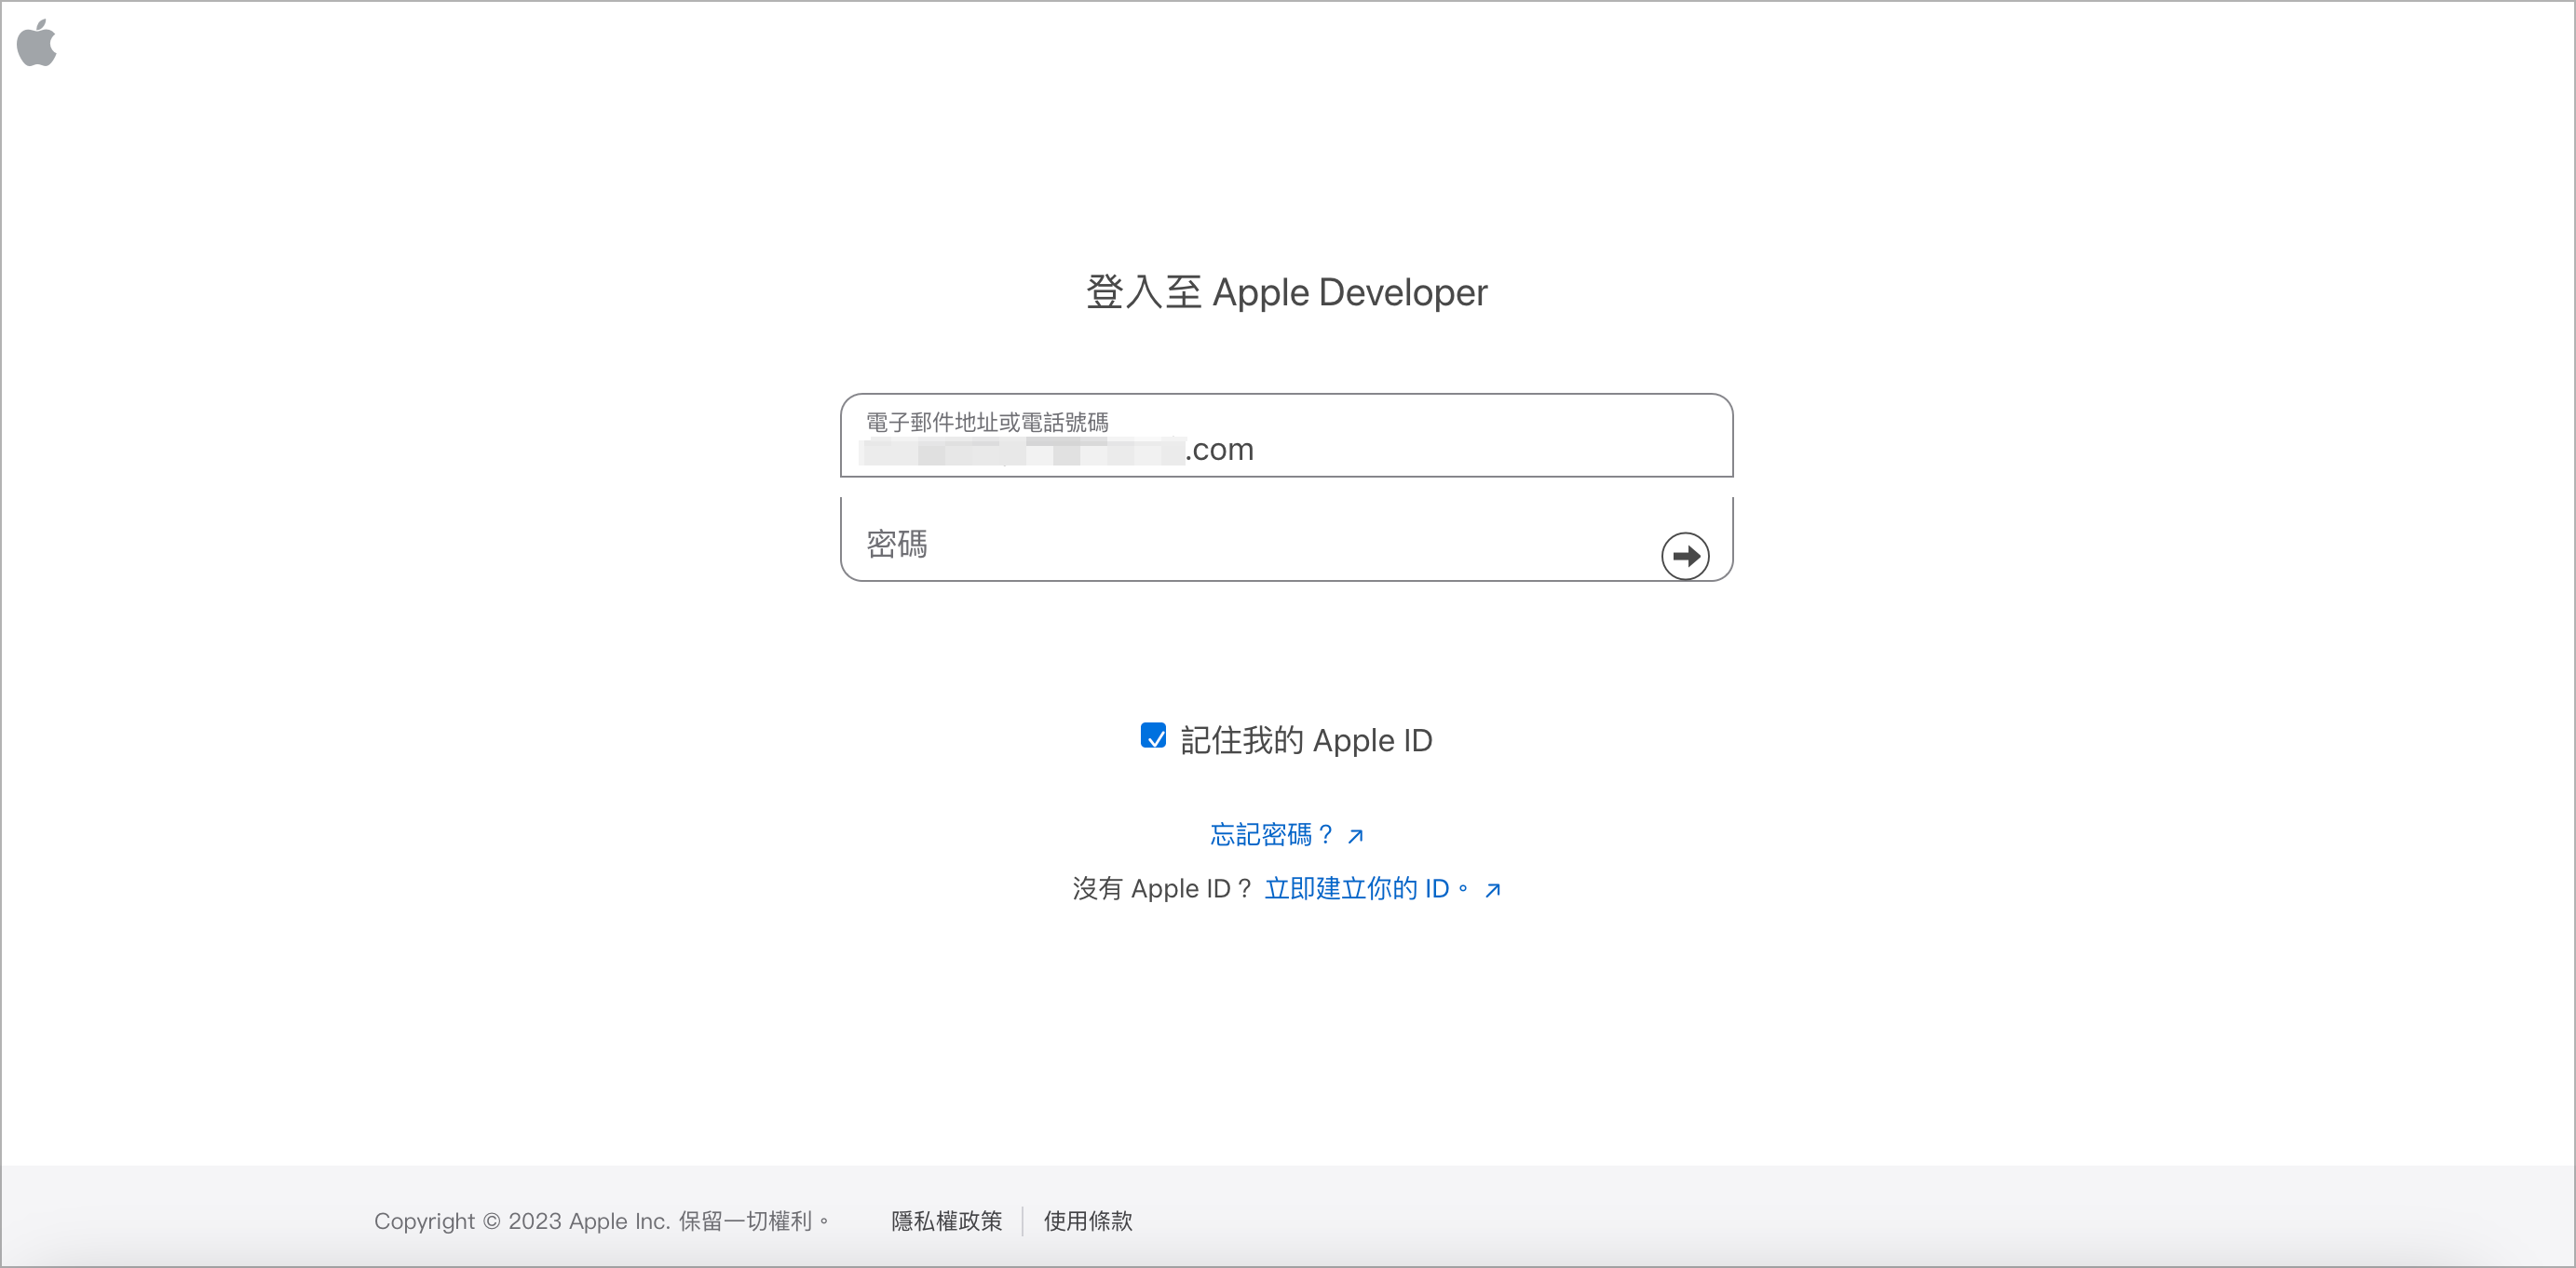 登入至 Apple Developer
電子郵件地址或電話號碼
.com
密碼
記住我的 Apple ID
忘記密碼？ ↗
沒有 Apple ID？ 立即建立你的 ID。 ↗
Copyright © 2023 Apple Inc. 保留一切權利。 隱私權政策 使用條款